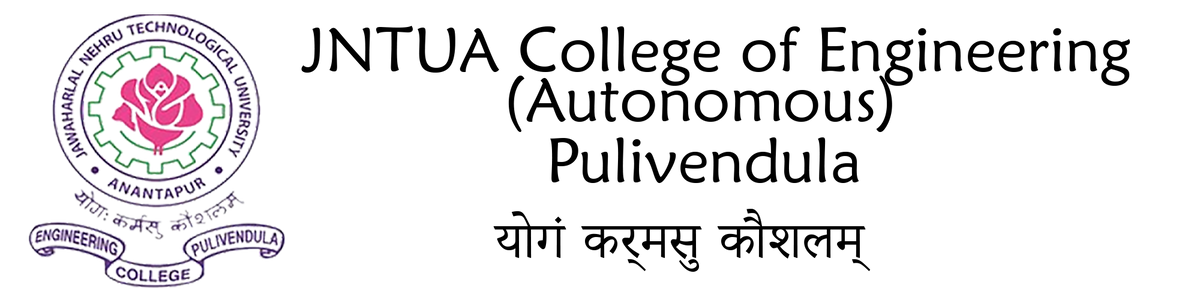 JAWAHARLAL NEHRU TECHNOLOGICAL UNIVERSITY
ANANTAPUR
योगः कर्मसु कौशलम्
ENGINEERING COLLEGE PULIVENDULA
JNTUA College of Engineering
(Autonomous)
Pulivendula
योगं कर्‌मसु कौशलम्